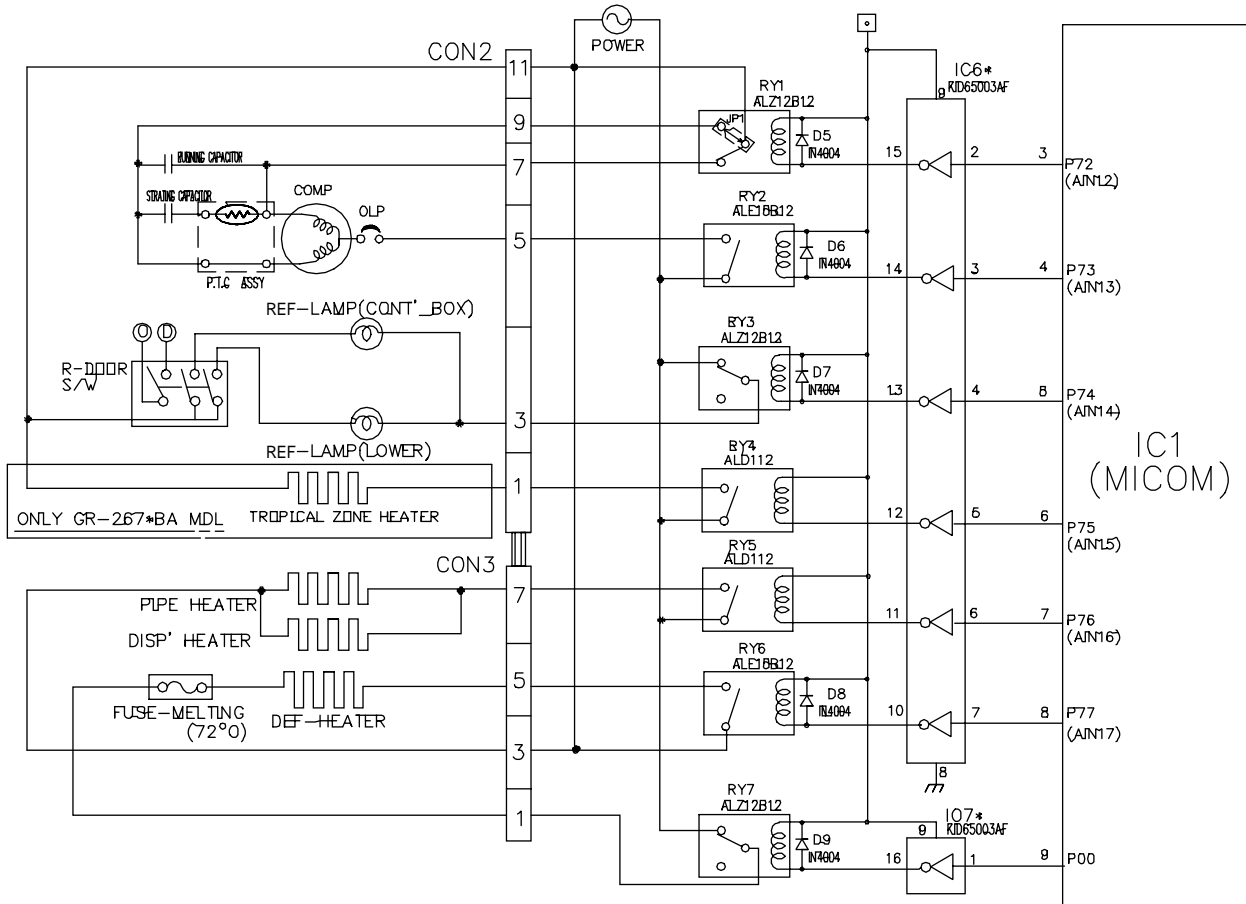 POWER
CON2
11
9
7
5
3
1
RUNNING CAPACITOR
STRATING CAPACITOR
COMP
OLP
P.T.C ASSY
REF-LAMP(CONT'_BOX)
O D
R-DOOR
S/W
REF-LAMP(LOWER)
ONLY GR-267*BA MDL
TROPICAL ZONE HEATER
CON3
7
5
3
1
PIPE HEATER
DISP' HEATER
FUSE-MELTING
(72°0)
DEF-HEATER
RY1
ALZ12B12
JP1
D5
IN4004
15
RY2
ALE15B12
D6
IN4004
14
RY3
ALZ12B12
D7
IN4004
13
RY4
ALD112
12
RY5
ALD112
11
RY6
ALE15B12
D8
IN4004
10
RY7
ALZ12B12
D9
IN4004
16
IC6*
KID65003AF
9
2
3
4
5
6
7
8
IO7*
KID65003AF
9
1
3
P72
(AIN12)
4
P73
(AIN13)
8
P74
(AIN14)
6
P75
(AIN15)
7
P76
(AIN16)
8
P77
(AIN17)
9
P00
IC1
(MICOM)